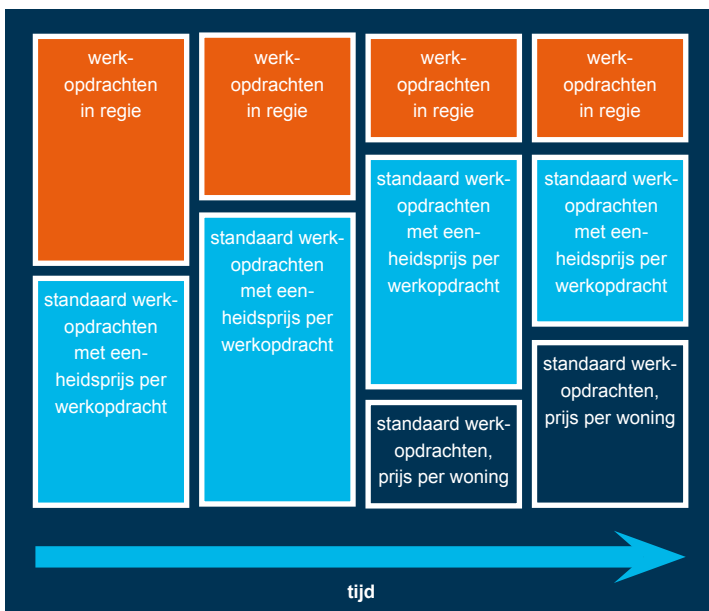 werk-
opdrachten
in regie
standaard werk-
opdrachten
met een-
heidsprijs per
werkopdracht
werk-
opdrachten
in regie
standaard werk-
opdrachten
met een-
heidsprijs per
werkopdracht
werk-
opdrachten
in regie
standaard werk-
opdrachten
met een-
heidsprijs per
werkopdracht
standaard werk-
opdrachten,
prijs per woning
werk-
opdrachten
in regie
standaard werk-
opdrachten
met een-
heidsprijs per
werkopdracht
standaard werk-
opdrachten,
prijs per woning
tijd